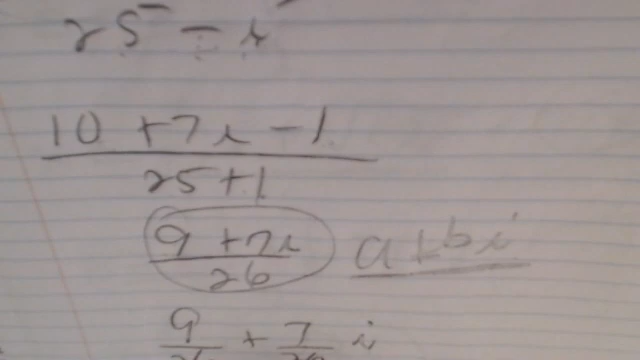 25 - i
10 + 7i - 1
25 + 1
9 + 7i
26
a + bi
9 + 7 i